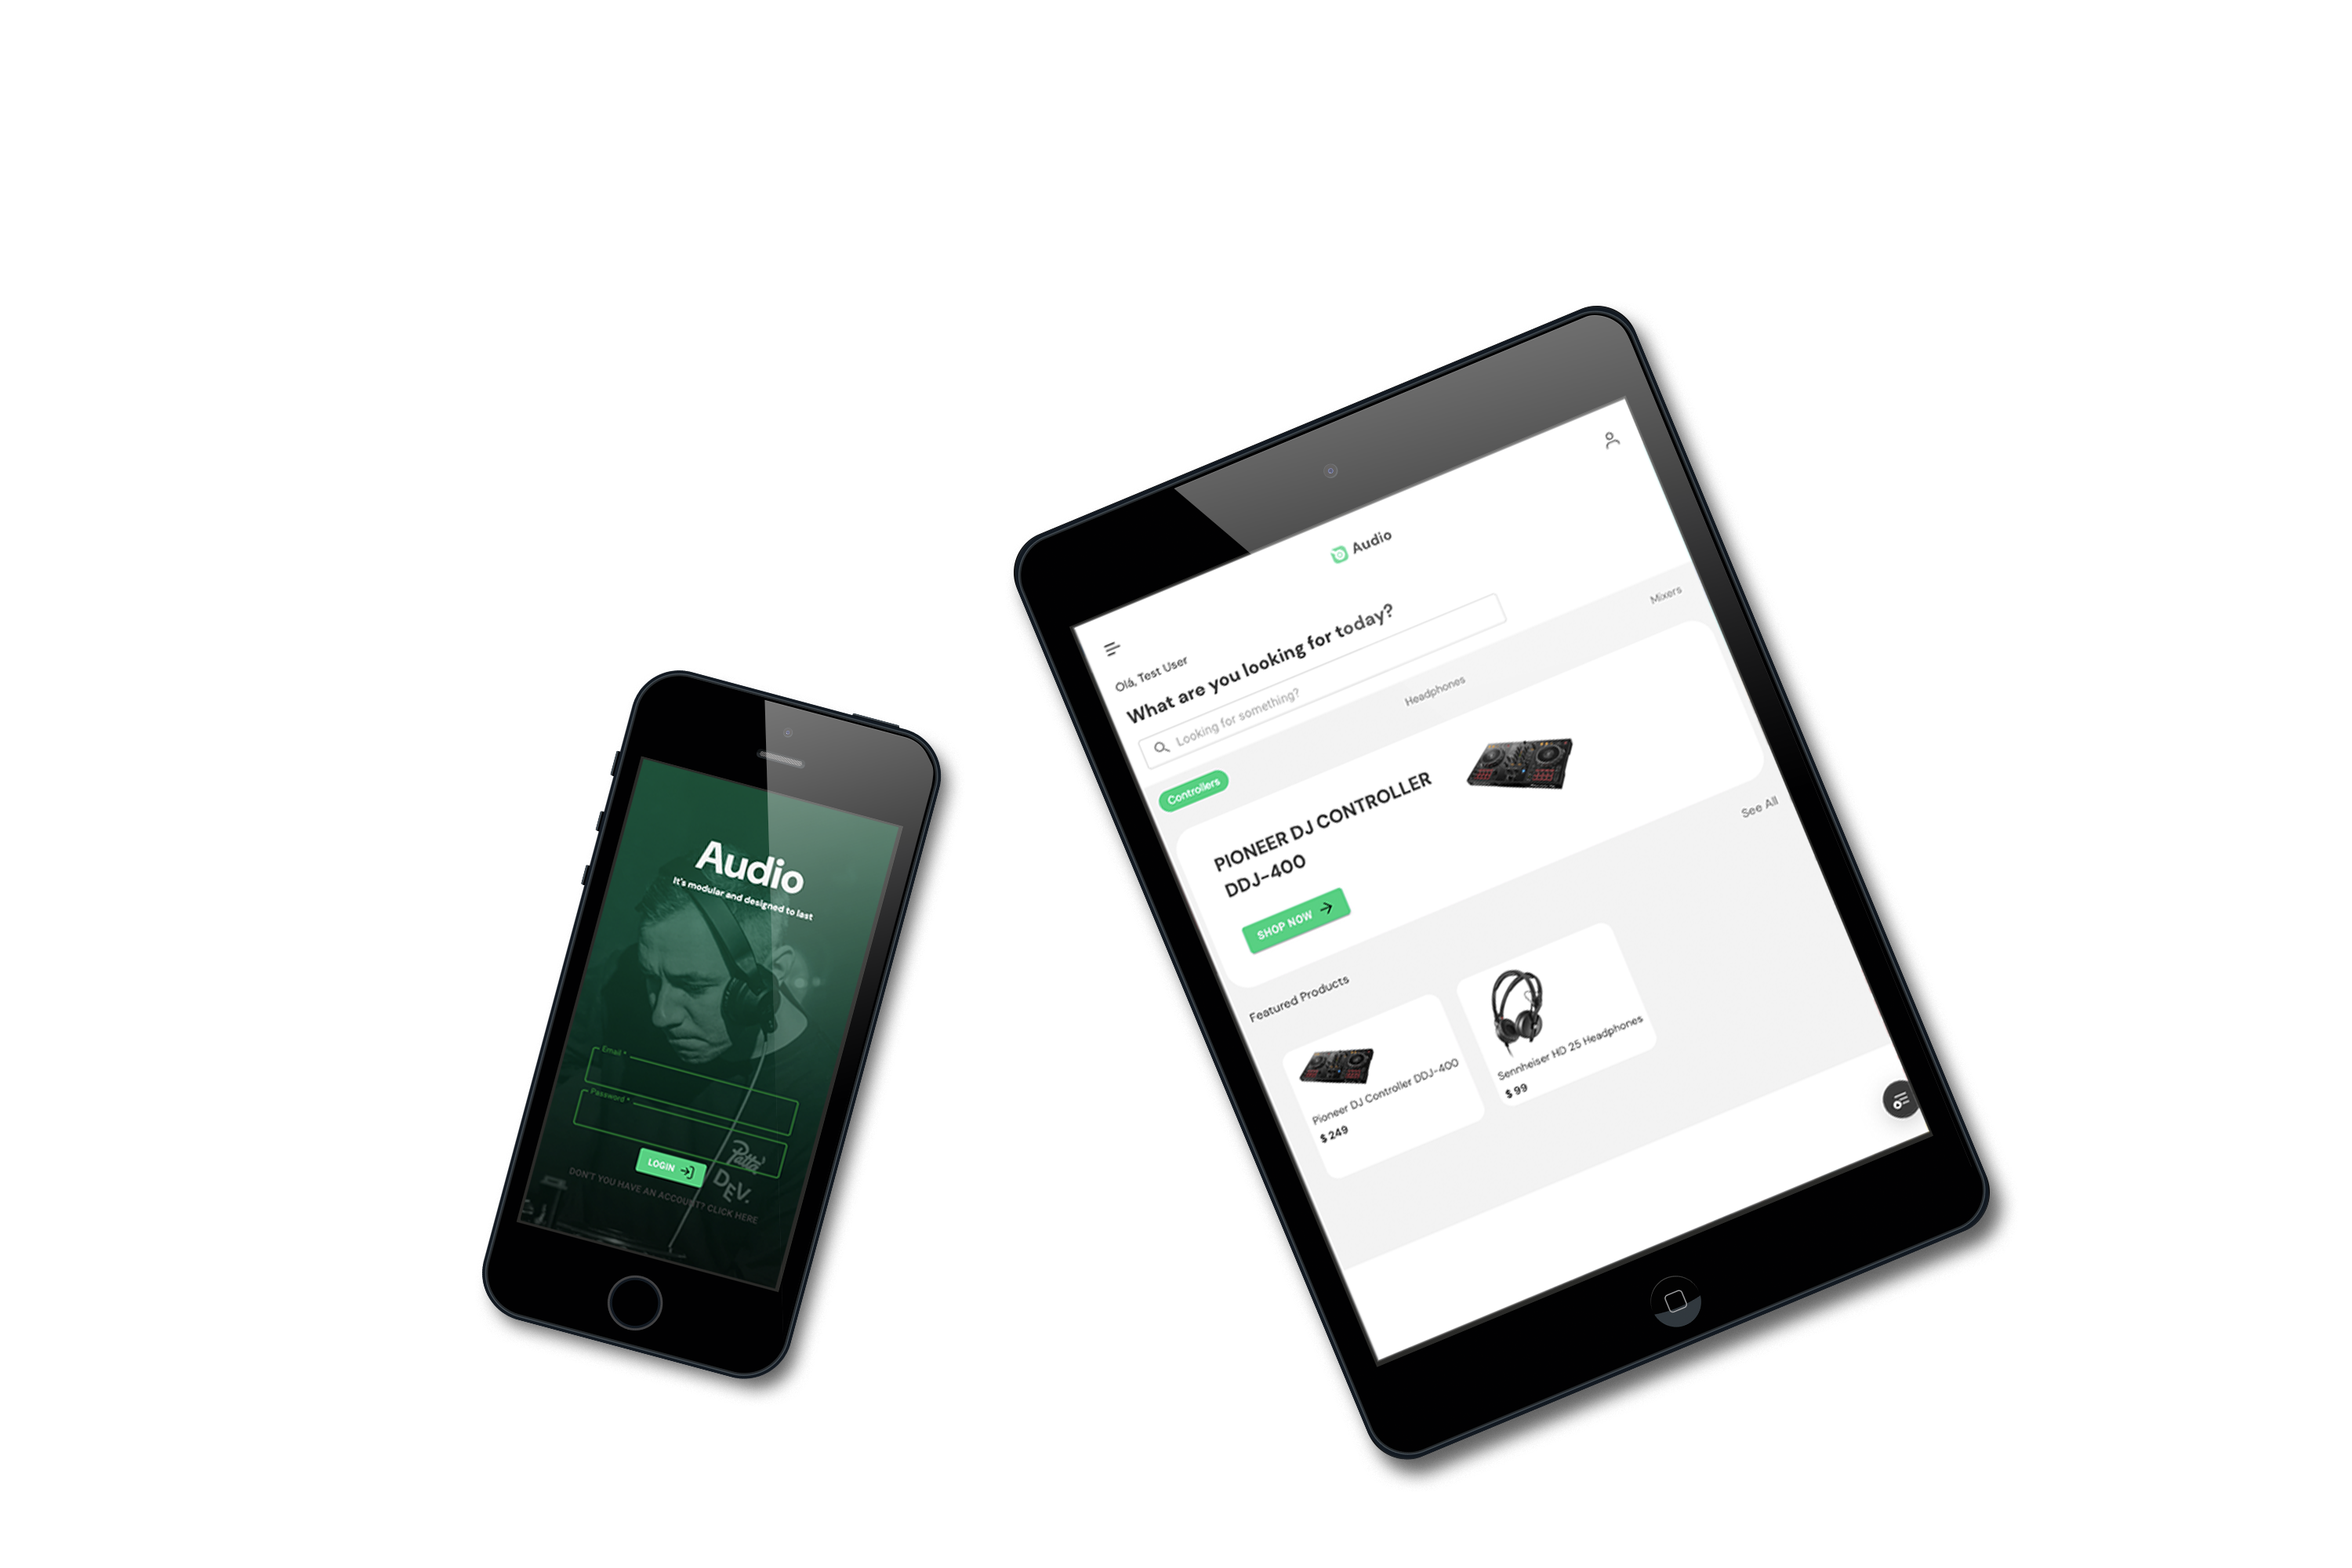 Audio
It's modular and designed to last
Email *
Password *
LOGIN
DON'T YOU HAVE AN ACCOUNT? CLICK HERE
Patta
DEV.
Audio
Olá, Test User
What are you looking for today?
Looking for something?
Controllers
Headphones
Mixers
PIONEER DJ CONTROLLER
DDJ-400
SHOP NOW
Featured Products
See All
Pioneer DJ Controller DDJ-400
$ 249
Sennheiser HD 25 Headphones
$ 99